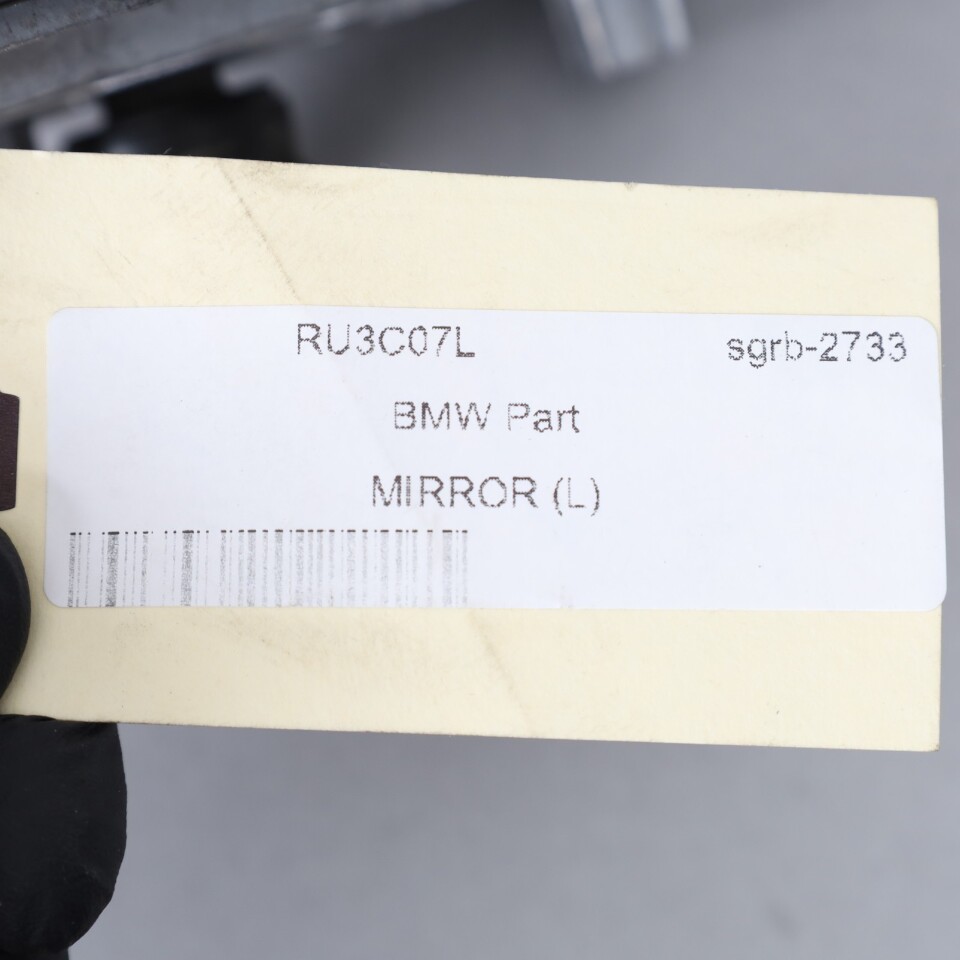 RU3C07L sgrb-2733
BMW Part
MIRROR (L)